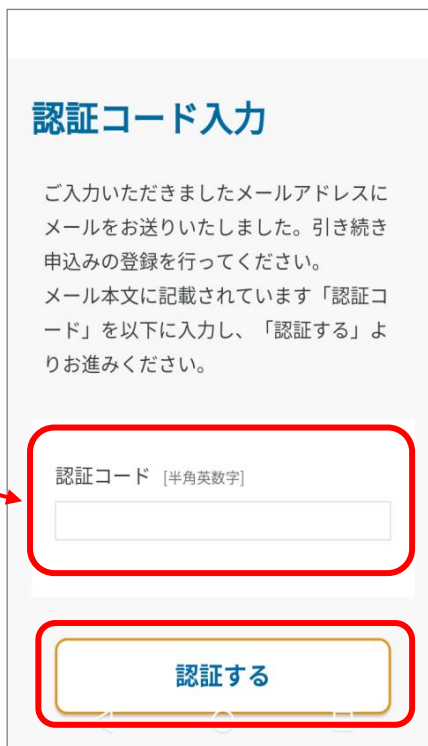 認証コード入力
ご入力いただきましたメールアドレスに
メールをお送りいたしました。引き続き
申込みの登録を行ってください。
メール本文に記載されています「認証コ
ード」を以下に入力し、「認証する」よ
りお進みください。
認証コード [半角英数字]
認証する